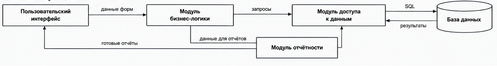 Пользовательский
интерфейс
данные форм
Модуль
бизнес-логики
запросы
Модуль доступа
к данным
SQL
результаты
База данных
данные для отчётов
готовые отчёты
Модуль отчётности